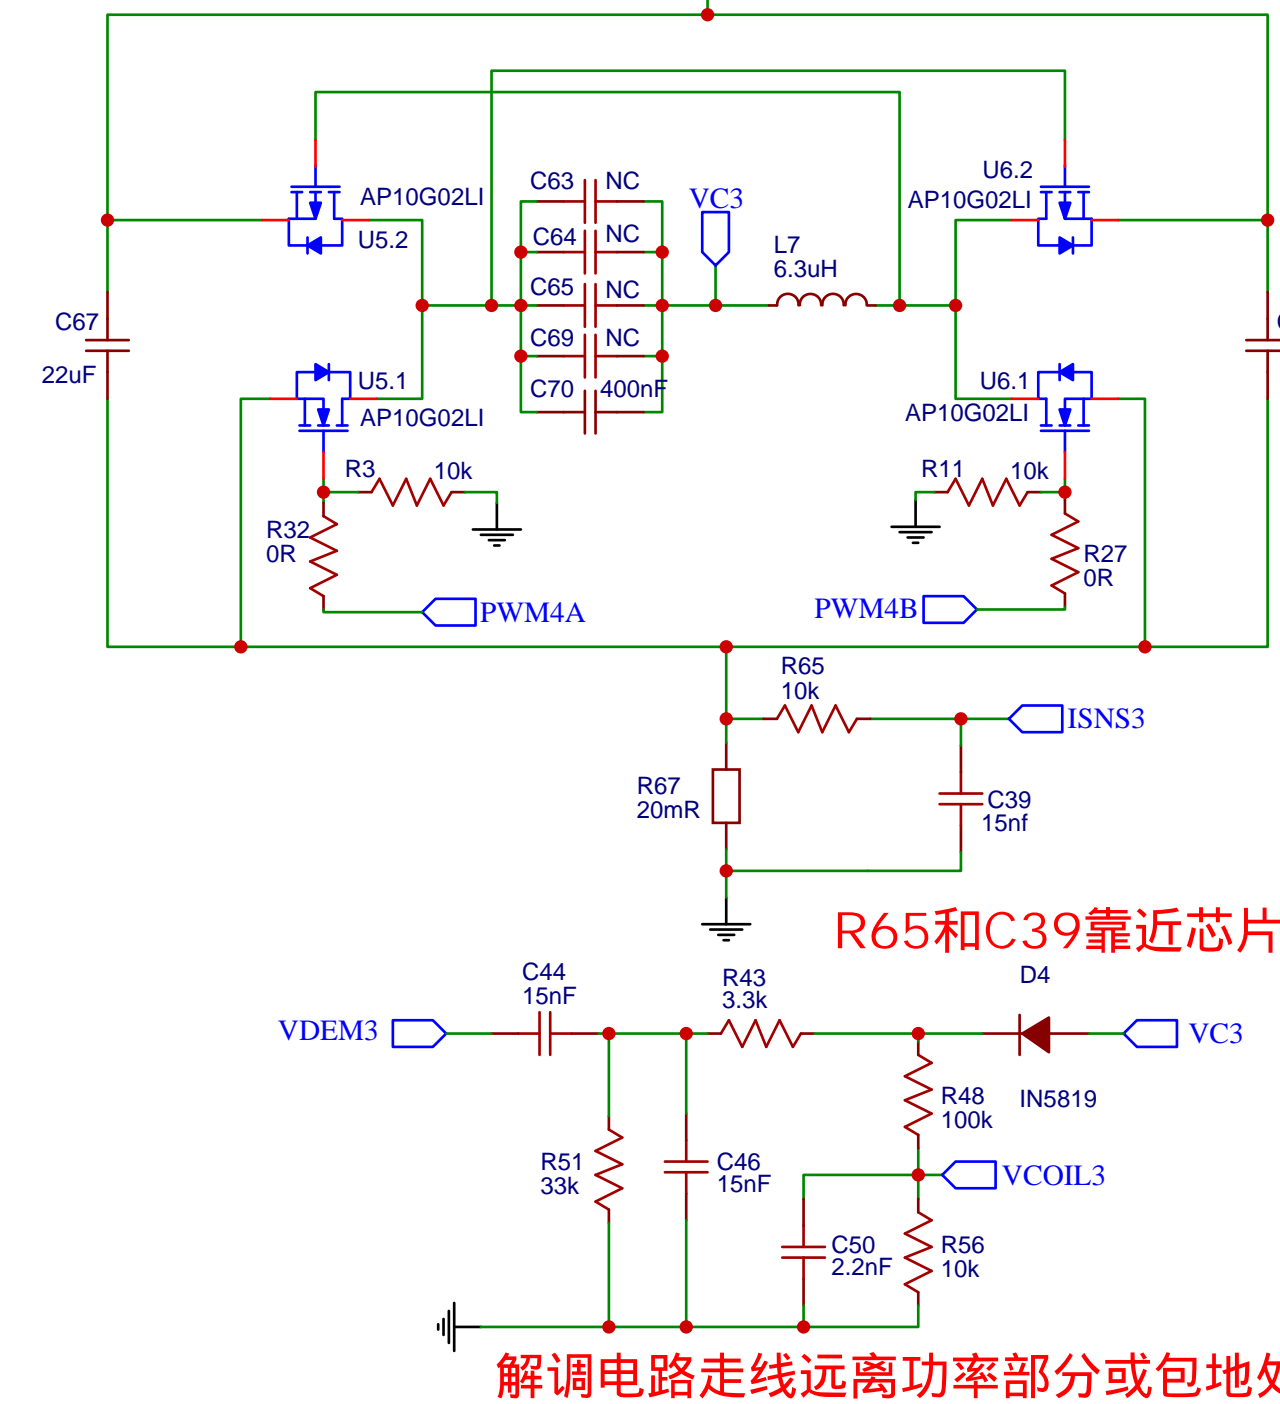 U6.2
AP10G02LI
AP10G02LI
U5.2
C63 NC
C64 NC
C65 NC
C69 NC
C70 400nF
VC3
L7
6.3uH
C67
22uF
U5.1
AP10G02LI
U6.1
AP10G02LI
R3 10k
R11 10k
R32
0R
R27
0R
PWM4A
PWM4B
R65
10k
ISNS3
R67
20mR
C39
15nf
R65和C39靠近芯片
C44
15nF
R43
3.3k
D4
VDEM3
VC3
IN5819
R48
100k
R51
33k
C46
15nF
VCOIL3
C50
2.2nF
R56
10k
解调电路走线远离功率部分或包地处